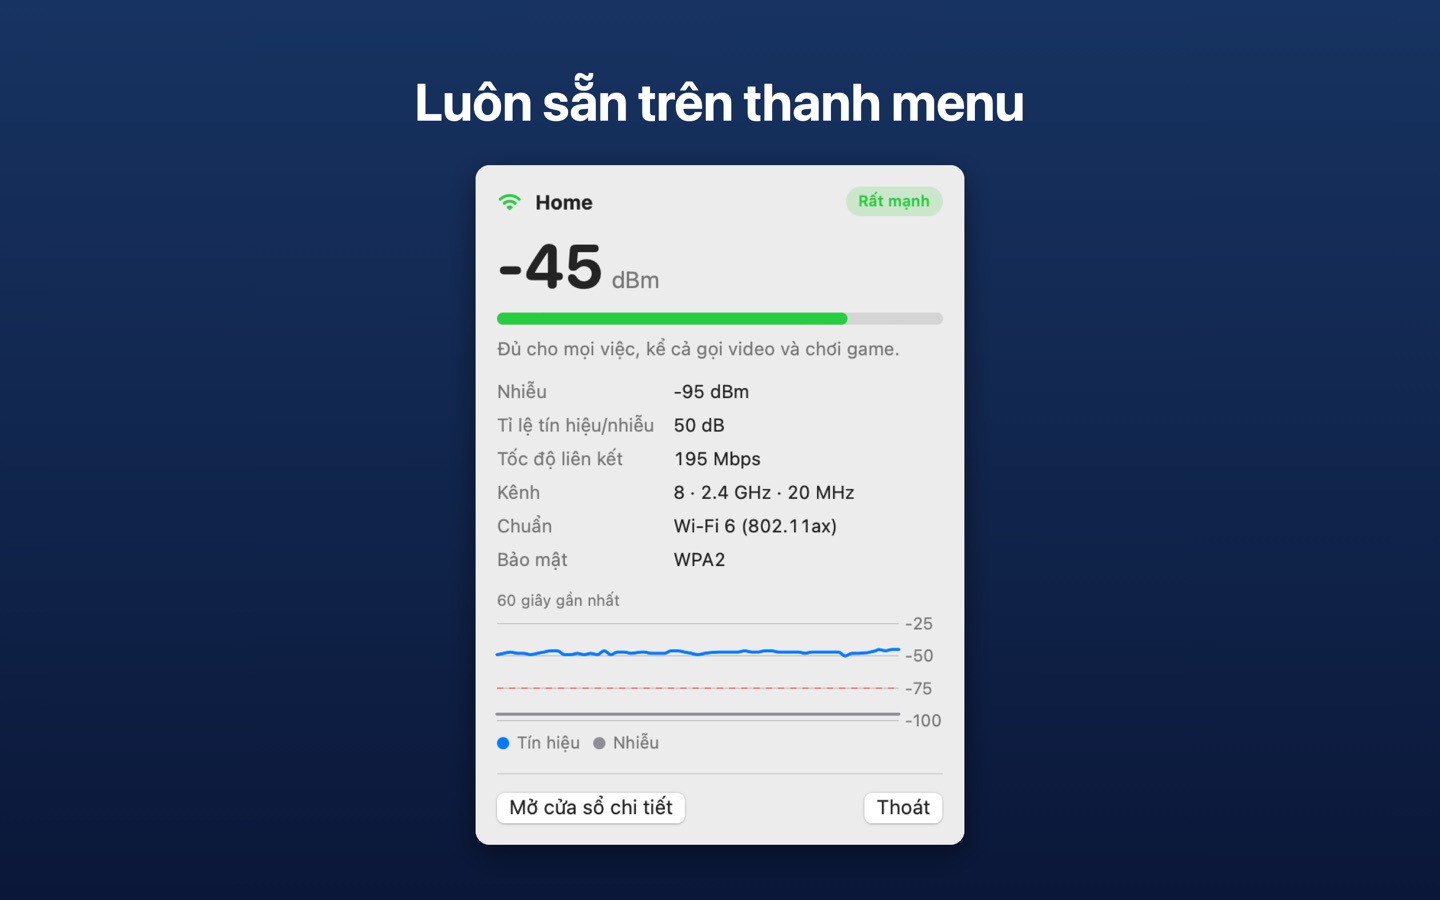 Luôn sẵn trên thanh menu
Home
Rất mạnh
-45 dBm
Đủ cho mọi việc, kể cả gọi video và chơi game.
Nhiễu -95 dBm
Tỉ lệ tín hiệu/nhiễu 50 dB
Tốc độ liên kết 195 Mbps
Kênh 8 · 2.4 GHz · 20 MHz
Chuẩn Wi-Fi 6 (802.11ax)
Bảo mật WPA2
60 giây gần nhất
-25
-50
-75
-100
Tín hiệu Nhiễu
Mở cửa sổ chi tiết Thoát